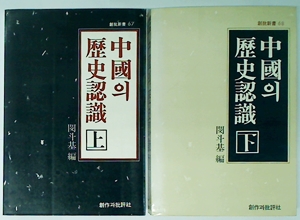 創批新書 67
中國의
歷史認識
上
閔斗基 編
創作과批評社
創批新書 68
中國의
歷史認識
下
閔斗基 編
創作과批評社